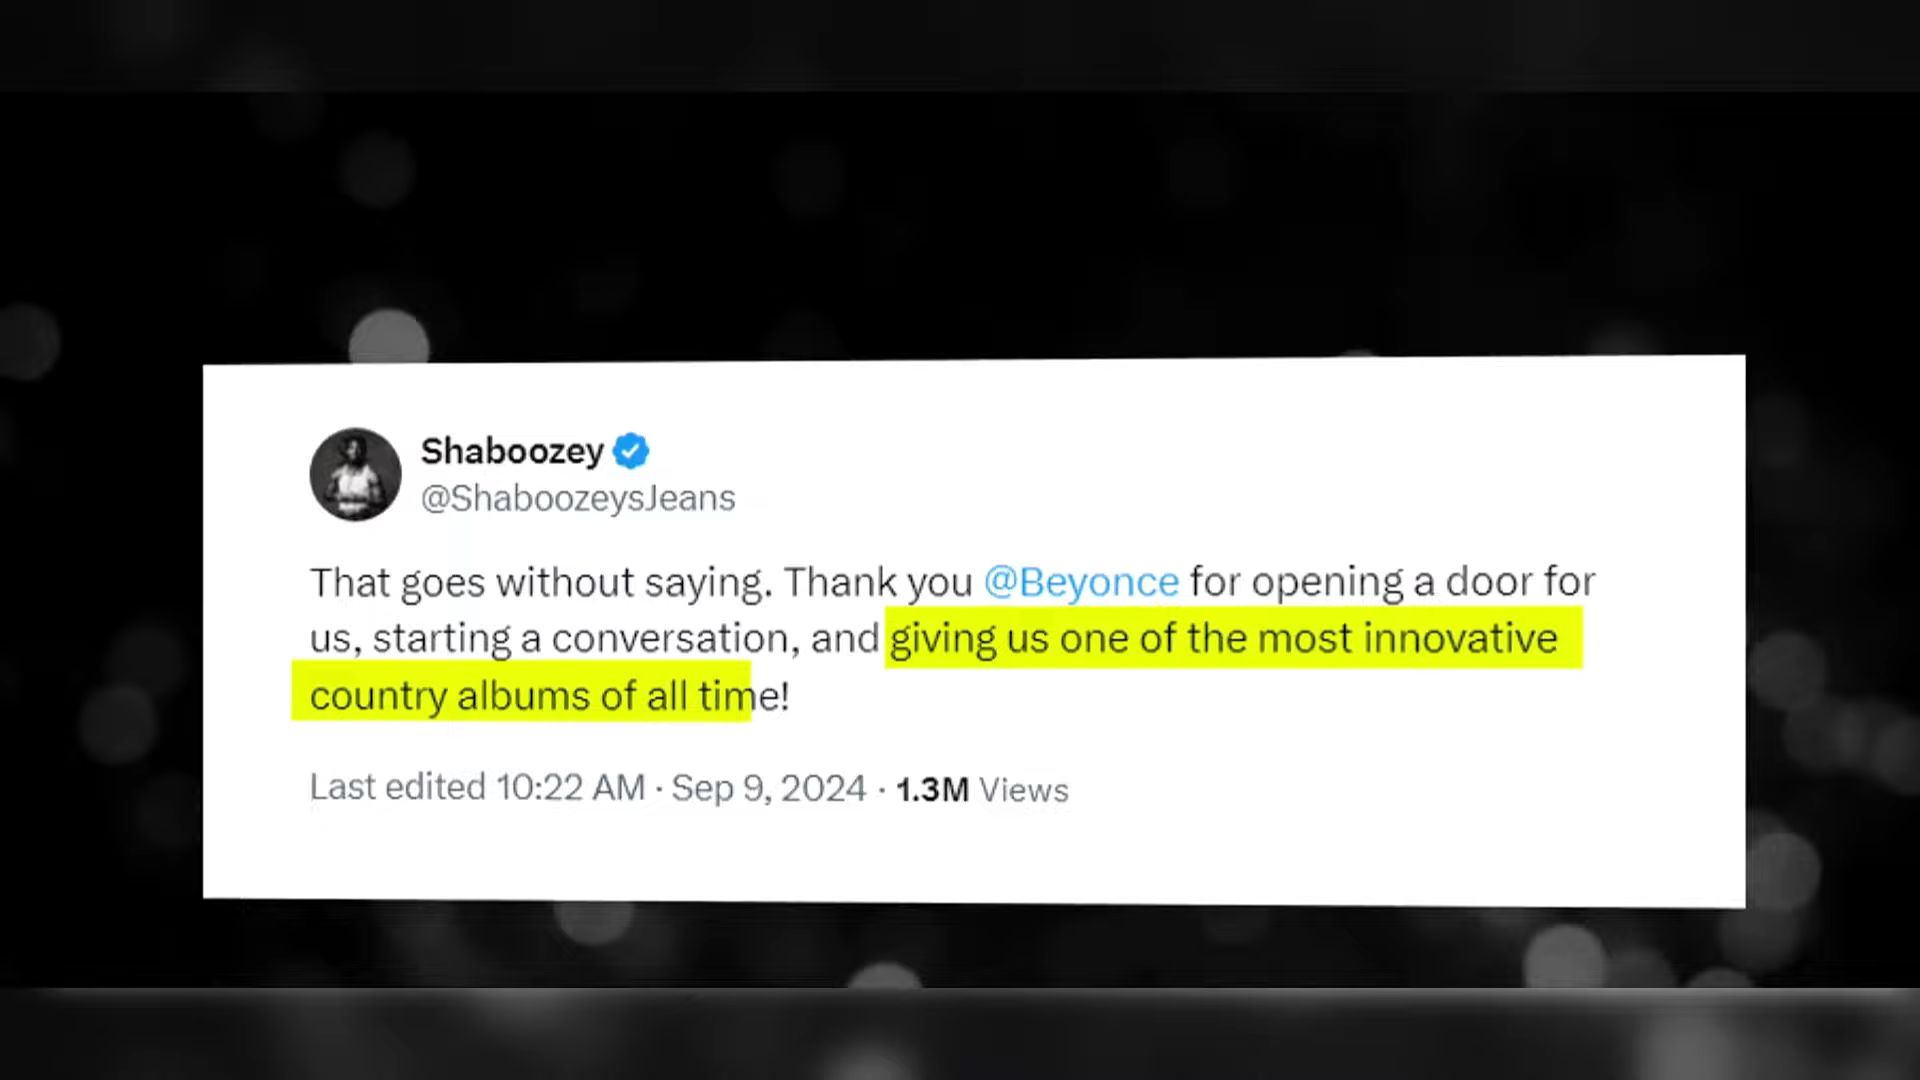 Shaboozey
@ShaboozeysJeans
That goes without saying. Thank you @Beyonce for opening a door for
us, starting a conversation, and giving us one of the most innovative
country albums of all time!
Last edited 10:22 AM · Sep 9, 2024 · 1.3M Views